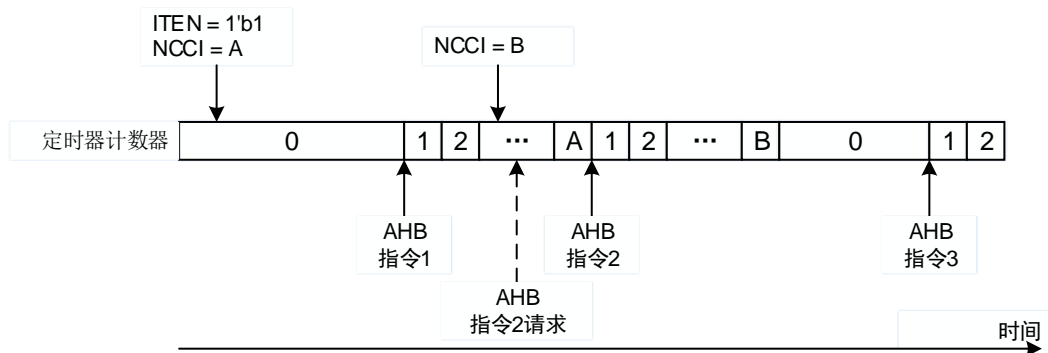 ITEN = 1'b1
NCCI = A
NCCI = B
定时器计数器
0 1 2 ··· A 1 2 ··· B 0 1 2
AHB
指令1
AHB
指令2
AHB
指令3
AHB
指令2请求
时间